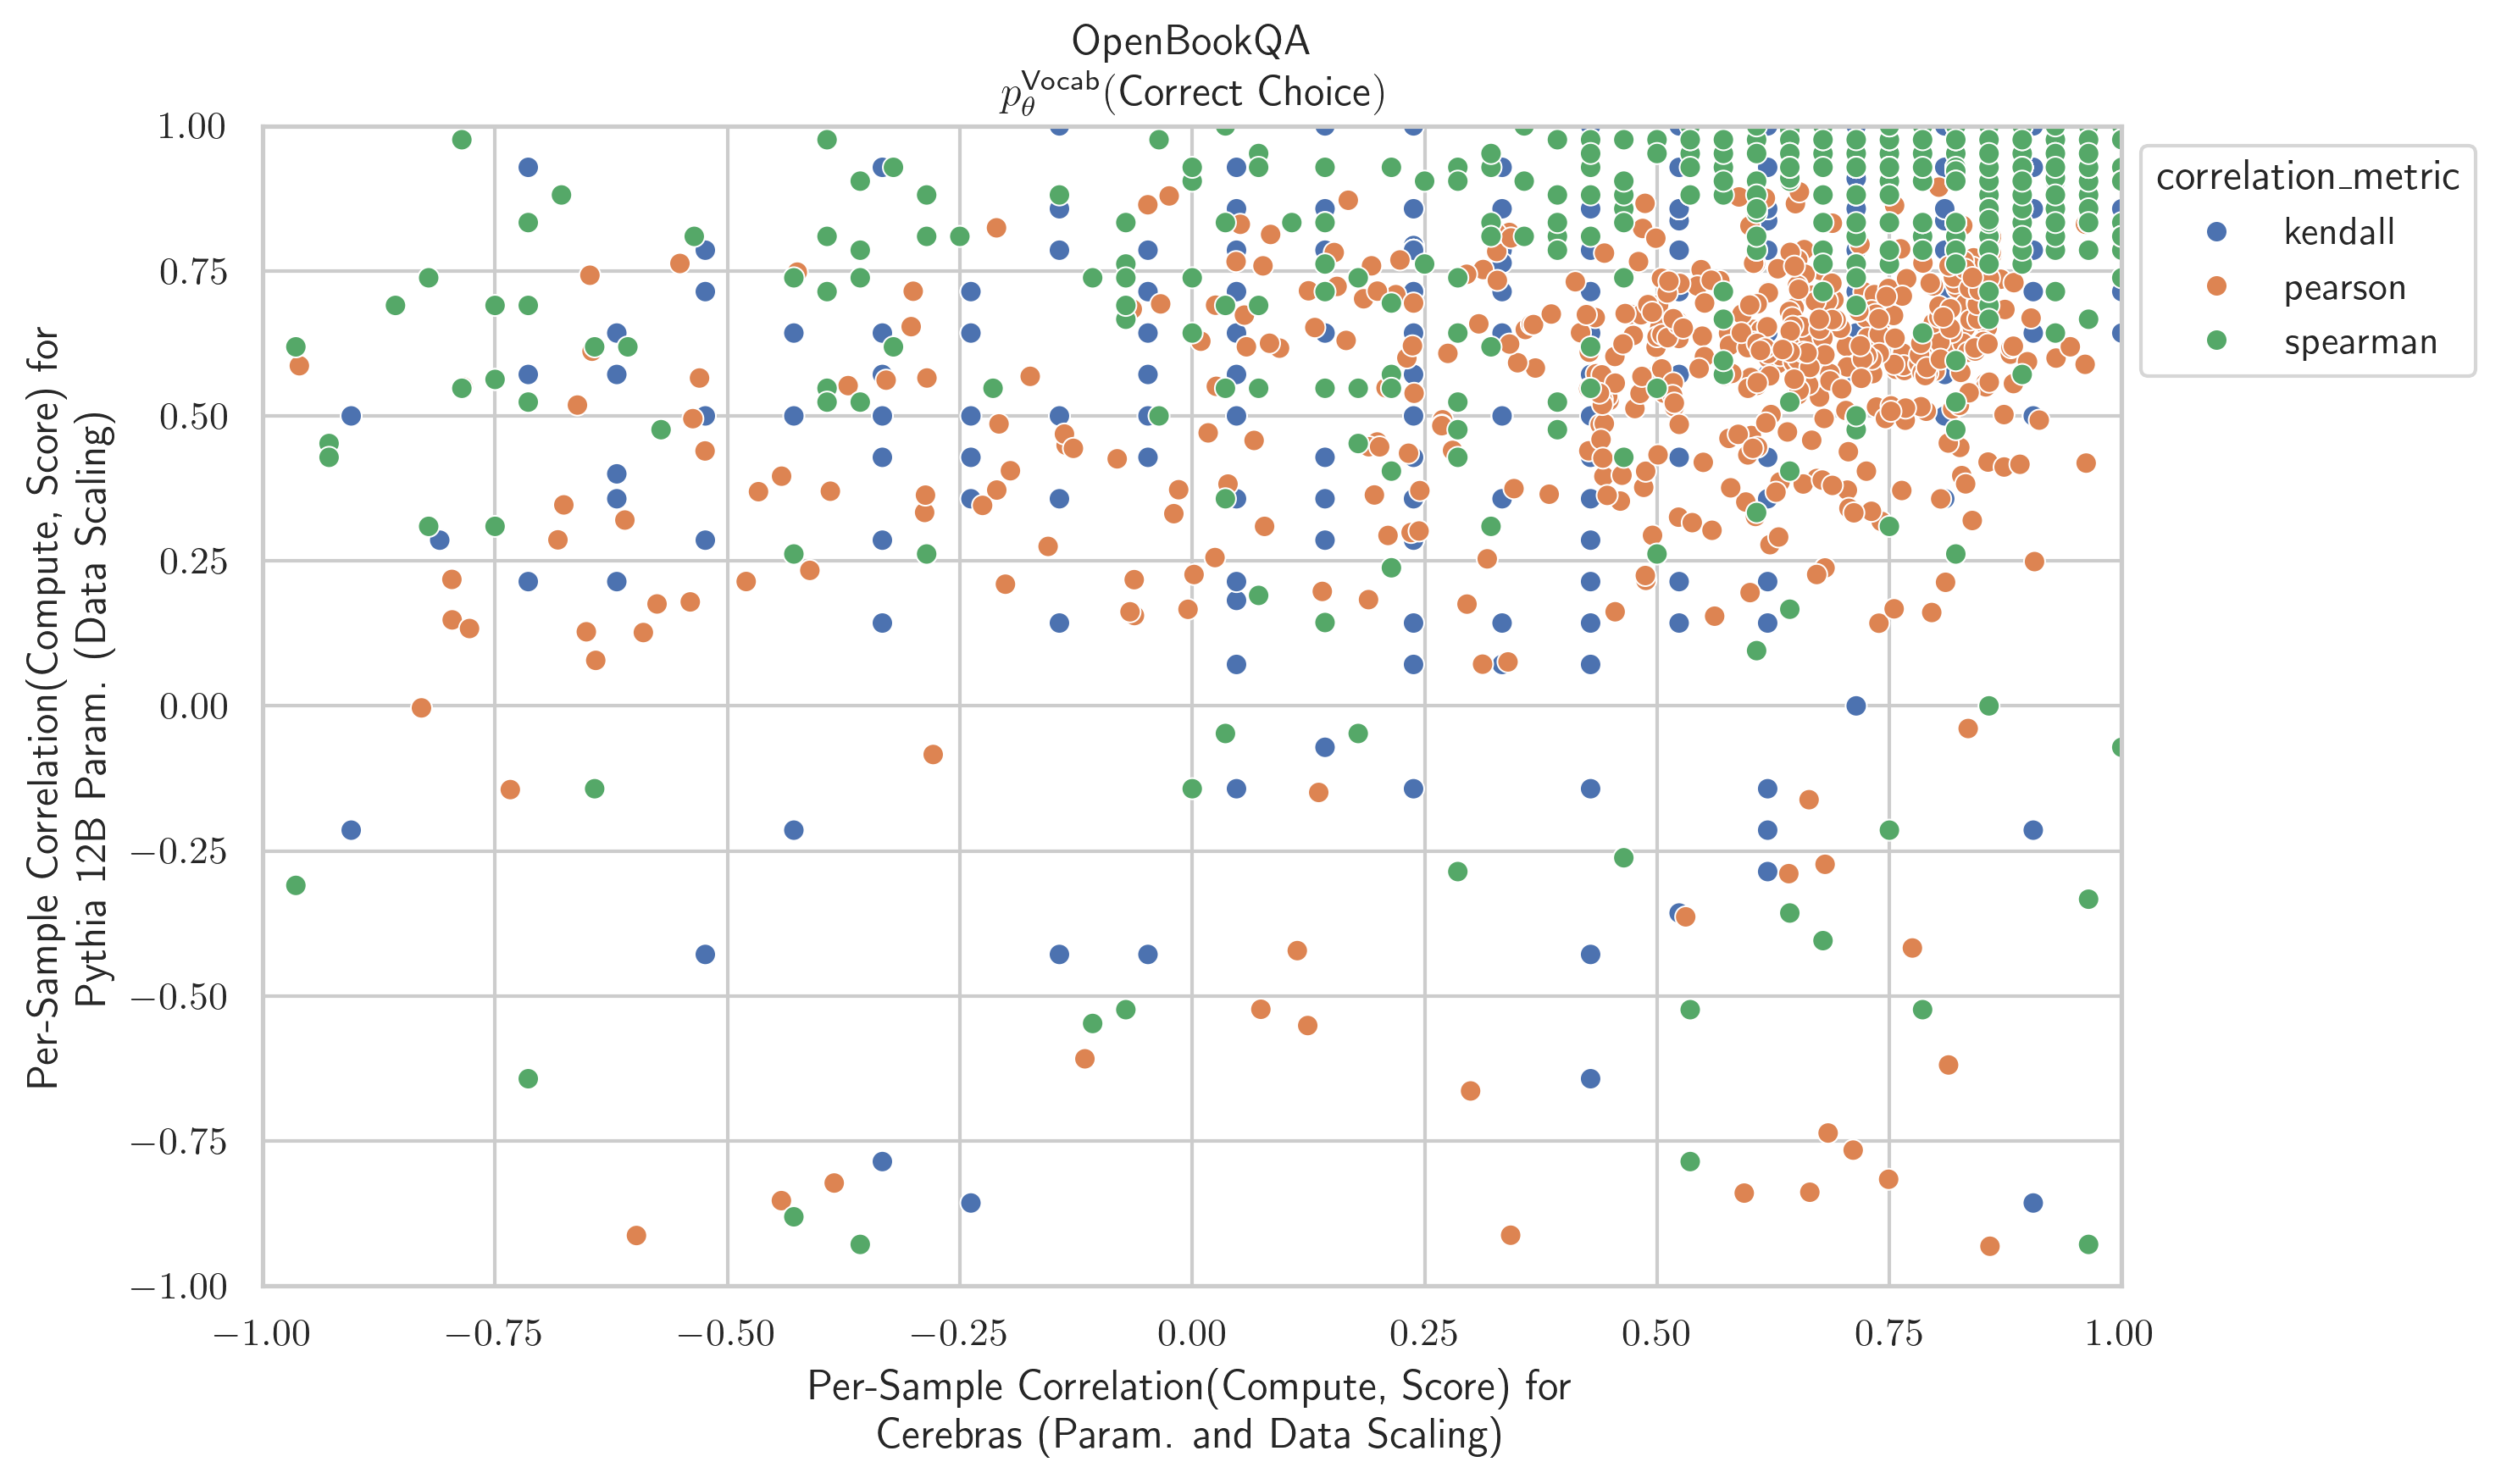 OpenBookQA
p_θ^Vocab(Correct Choice)
Per-Sample Correlation(Compute, Score) for
Pythia 12B Param. (Data Scaling)
1.00
0.75
0.50
0.25
0.00
−0.25
−0.50
−0.75
−1.00
−1.00 −0.75 −0.50 −0.25 0.00 0.25 0.50 0.75 1.00
Per-Sample Correlation(Compute, Score) for
Cerebras (Param. and Data Scaling)
correlation_metric
kendall
pearson
spearman